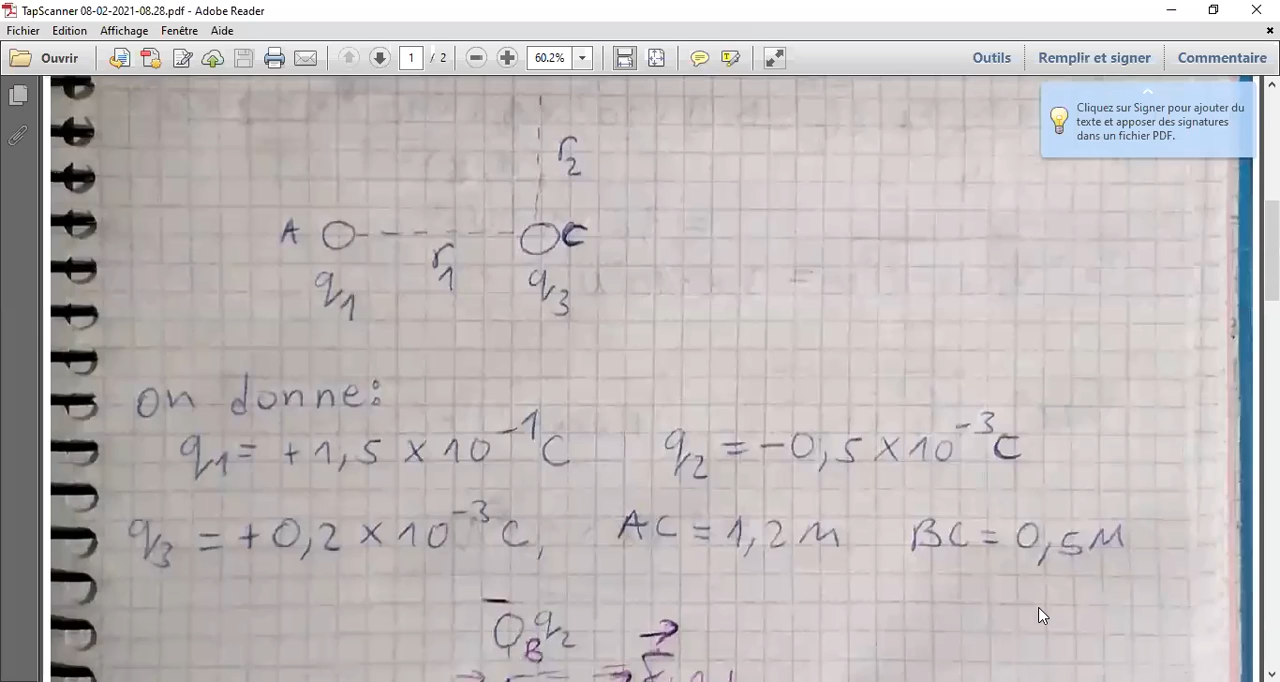 TapScanner 08-02-2021-08.28.pdf - Adobe Reader
Fichier Edition Affichage Fenêtre Aide
Ouvrir 1 / 2 60.2% Outils Remplir et signer Commentaire
Cliquez sur Signer pour ajouter du
texte et apposer des signatures
dans un fichier PDF.
r2
A C
r1
q1 q3
on donne:
q1 = +1,5 × 10^-1 C q2 = -0,5 × 10^-3 C
q3 = +0,2 × 10^-3 C, AC = 1,2 M BC = 0,5 M
B q2